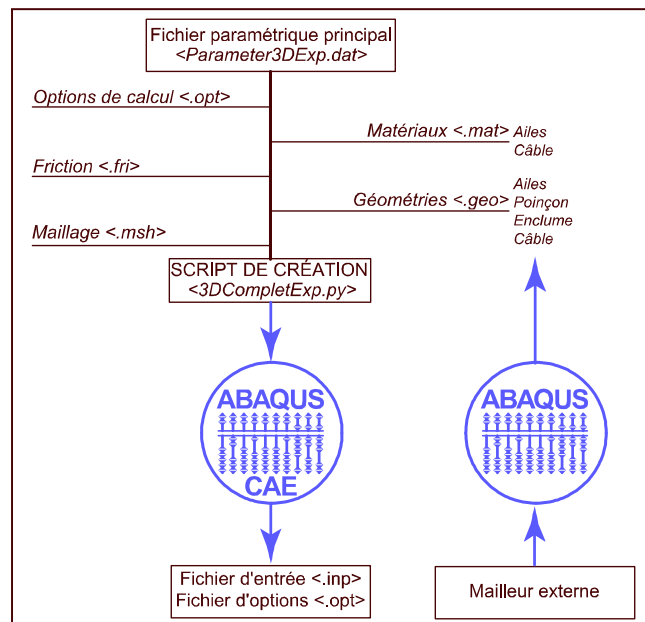 Fichier paramétrique principal
<Parameter3DExp.dat>
Options de calcul <.opt>
Matériaux <.mat> Ailes
Câble
Friction <.fri>
Ailes
Géométries <.geo> Poinçon
Enclume
Câble
Maillage <.msh>
SCRIPT DE CRÉATION
<3DCompletExp.py>
ABAQUS
CAE
ABAQUS
Fichier d'entrée <.inp>
Fichier d'options <.opt>
Mailleur externe